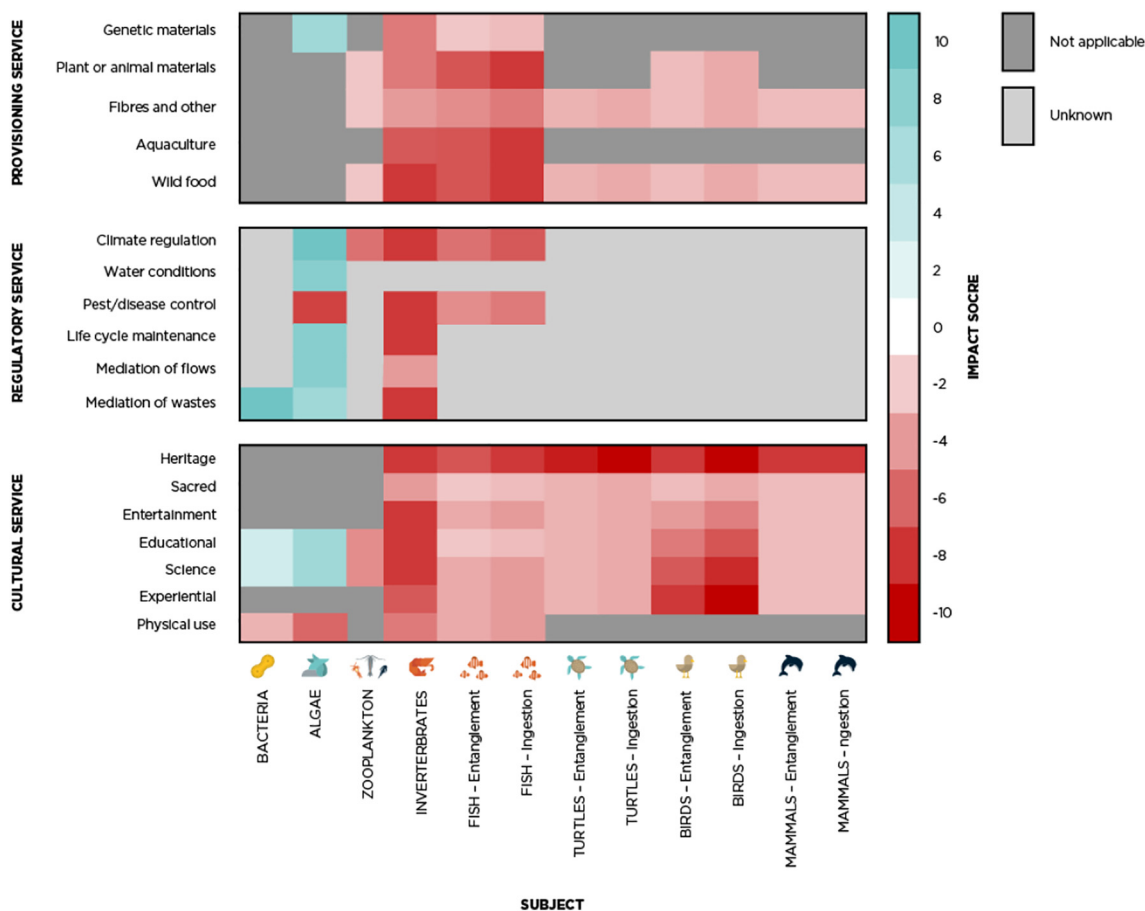 PROVISIONING SERVICE
Genetic materials
Plant or animal materials
Fibres and other
Aquaculture
Wild food
REGULATORY SERVICE
Climate regulation
Water conditions
Pest/disease control
Life cycle maintenance
Mediation of flows
Mediation of wastes
CULTURAL SERVICE
Heritage
Sacred
Entertainment
Educational
Science
Experiential
Physical use
BACTERIA
ALGAE
ZOOPLANKTON
INVERTERBRATES
FISH – Entanglement
FISH – Ingestion
TURTLES – Entanglement
TURTLES – Ingestion
BIRDS – Entanglement
BIRDS – Ingestion
MAMMALS – Entanglement
MAMMALS – ngestion
SUBJECT
10
8
6
4
2
0
-2
-4
-6
-8
-10
IMPACT SOCRE
Not applicable
Unknown